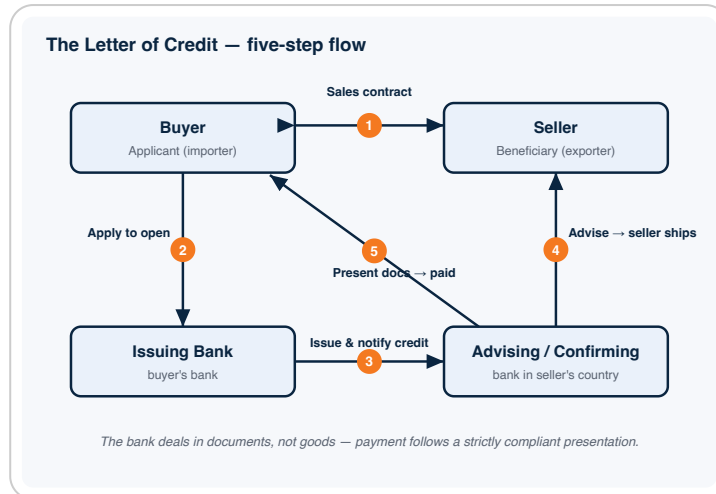 The Letter of Credit — five-step flow
Sales contract
Buyer
Applicant (importer)
1
Seller
Beneficiary (exporter)
Apply to open
2
5
Present docs → paid
4
Advise → seller ships
Issuing Bank
buyer's bank
Issue & notify credit
3
Advising / Confirming
bank in seller's country
The bank deals in documents, not goods — payment follows a strictly compliant presentation.